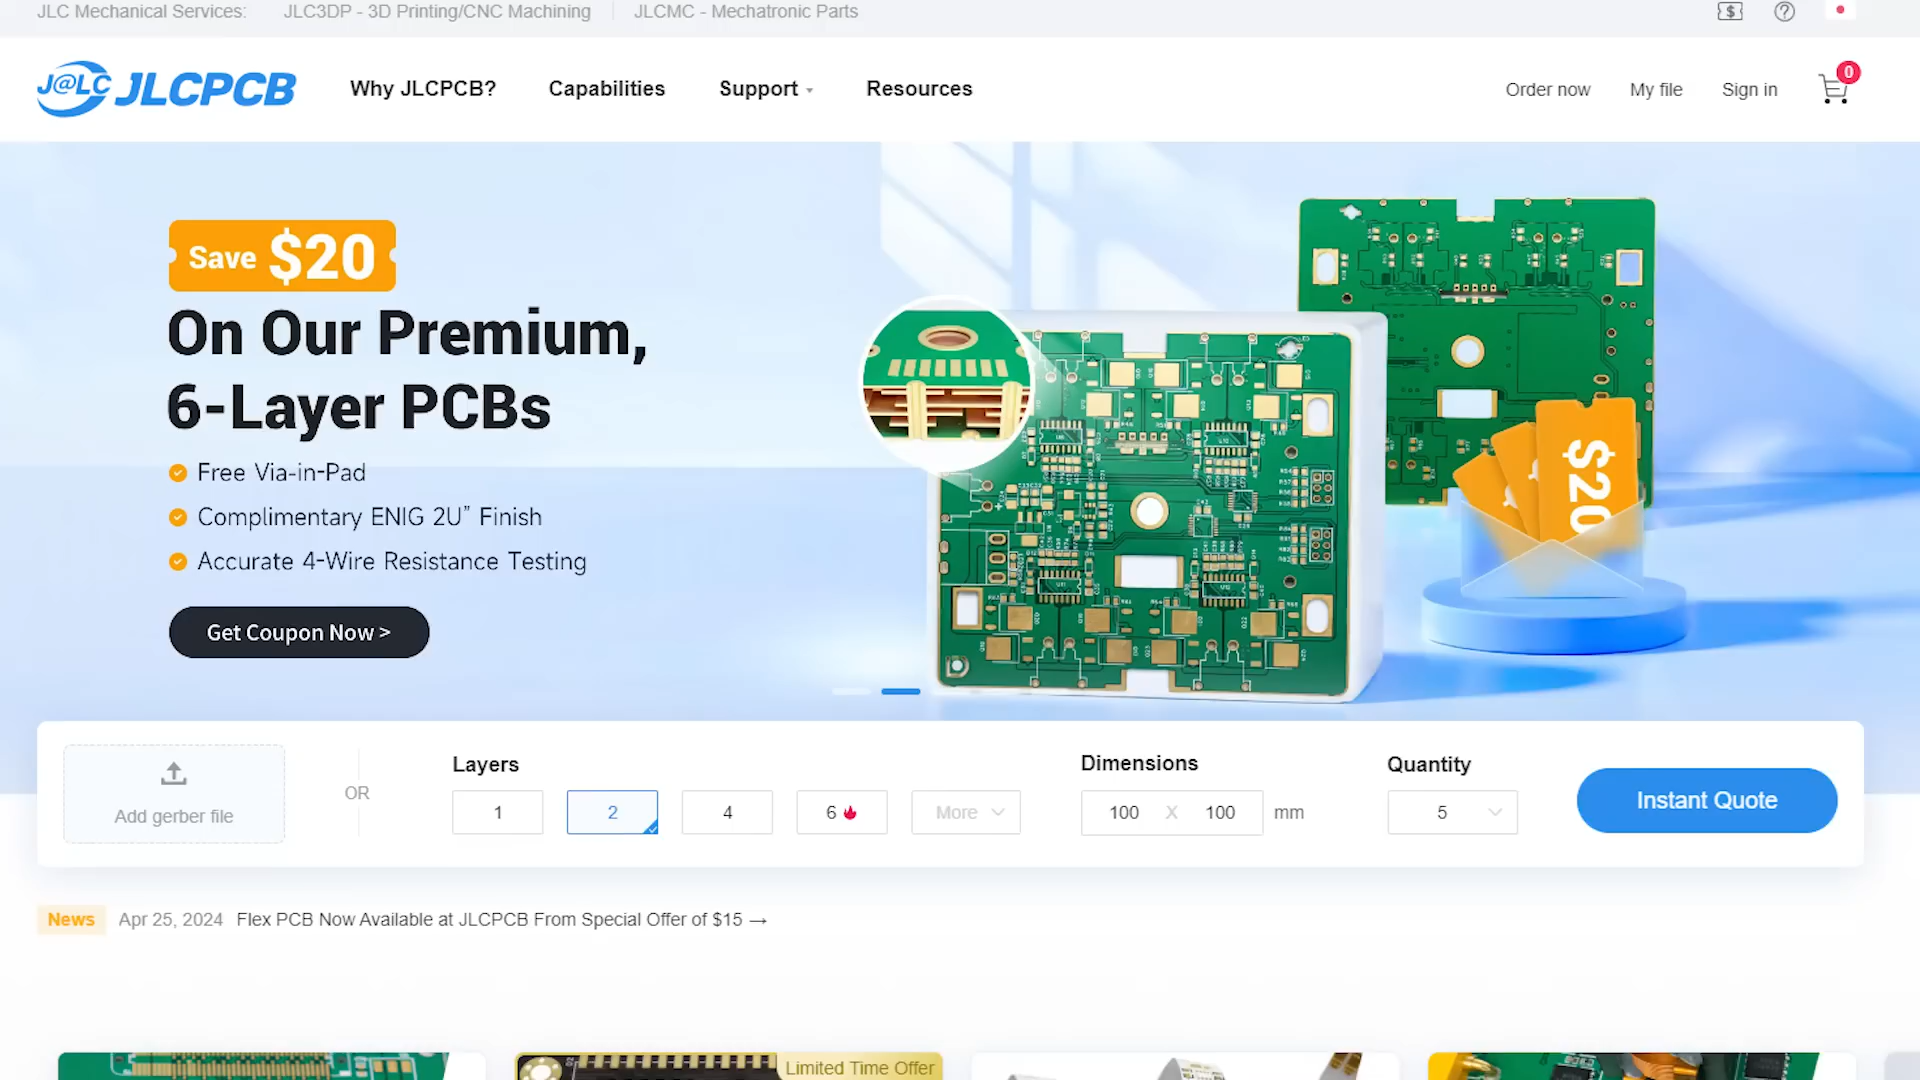 JLC Mechanical Services: JLC3DP - 3D Printing/CNC Machining JLCMC - Mechatronic Parts
J@LC JLCPCB Why JLCPCB? Capabilities Support Resources Order now My file Sign in 0
Save $20
On Our Premium,
6-Layer PCBs
Free Via-in-Pad
Complimentary ENIG 2U” Finish
Accurate 4-Wire Resistance Testing
Get Coupon Now >
$20
Add gerber file
OR
Layers
1 2 4 6 More
Dimensions
100 X 100 mm
Quantity
5
Instant Quote
News Apr 25, 2024 Flex PCB Now Available at JLCPCB From Special Offer of $15 →
Limited Time Offer